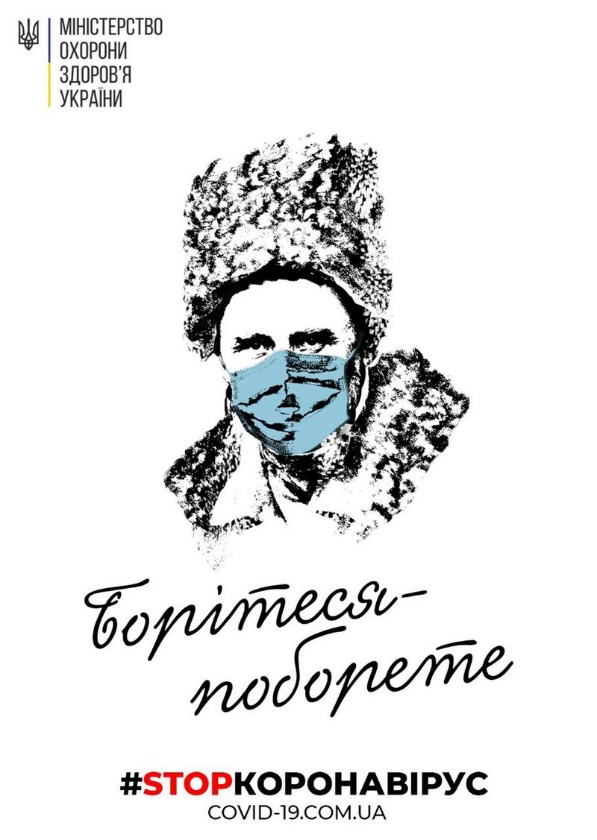 МІНІСТЕРСТВО
ОХОРОНИ
ЗДОРОВ'Я
УКРАЇНИ
Борітеся-
поборете
#STOPКОРОНАВІРУС
COVID-19.COM.UA